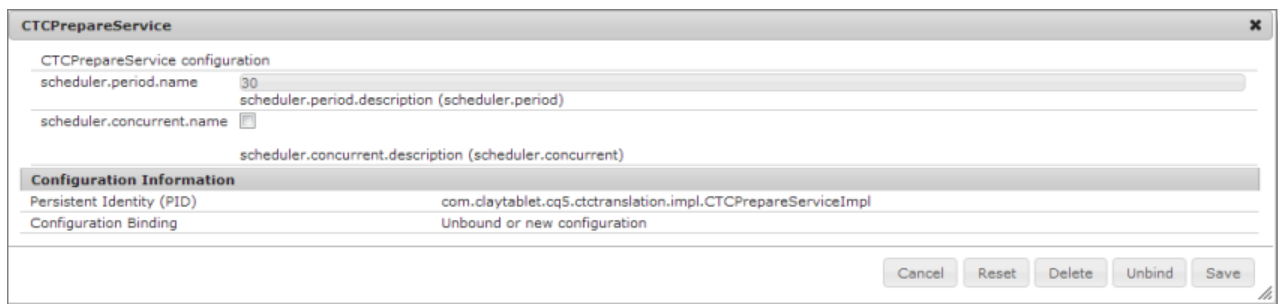 CTCPrepareService
CTCPrepareService configuration
scheduler.period.name 30
scheduler.period.description (scheduler.period)
scheduler.concurrent.name
scheduler.concurrent.description (scheduler.concurrent)
Configuration Information
Persistent Identity (PID) com.claytablet.cq5.ctctranslation.impl.CTCPrepareServiceImpl
Configuration Binding Unbound or new configuration
Cancel Reset Delete Unbind Save